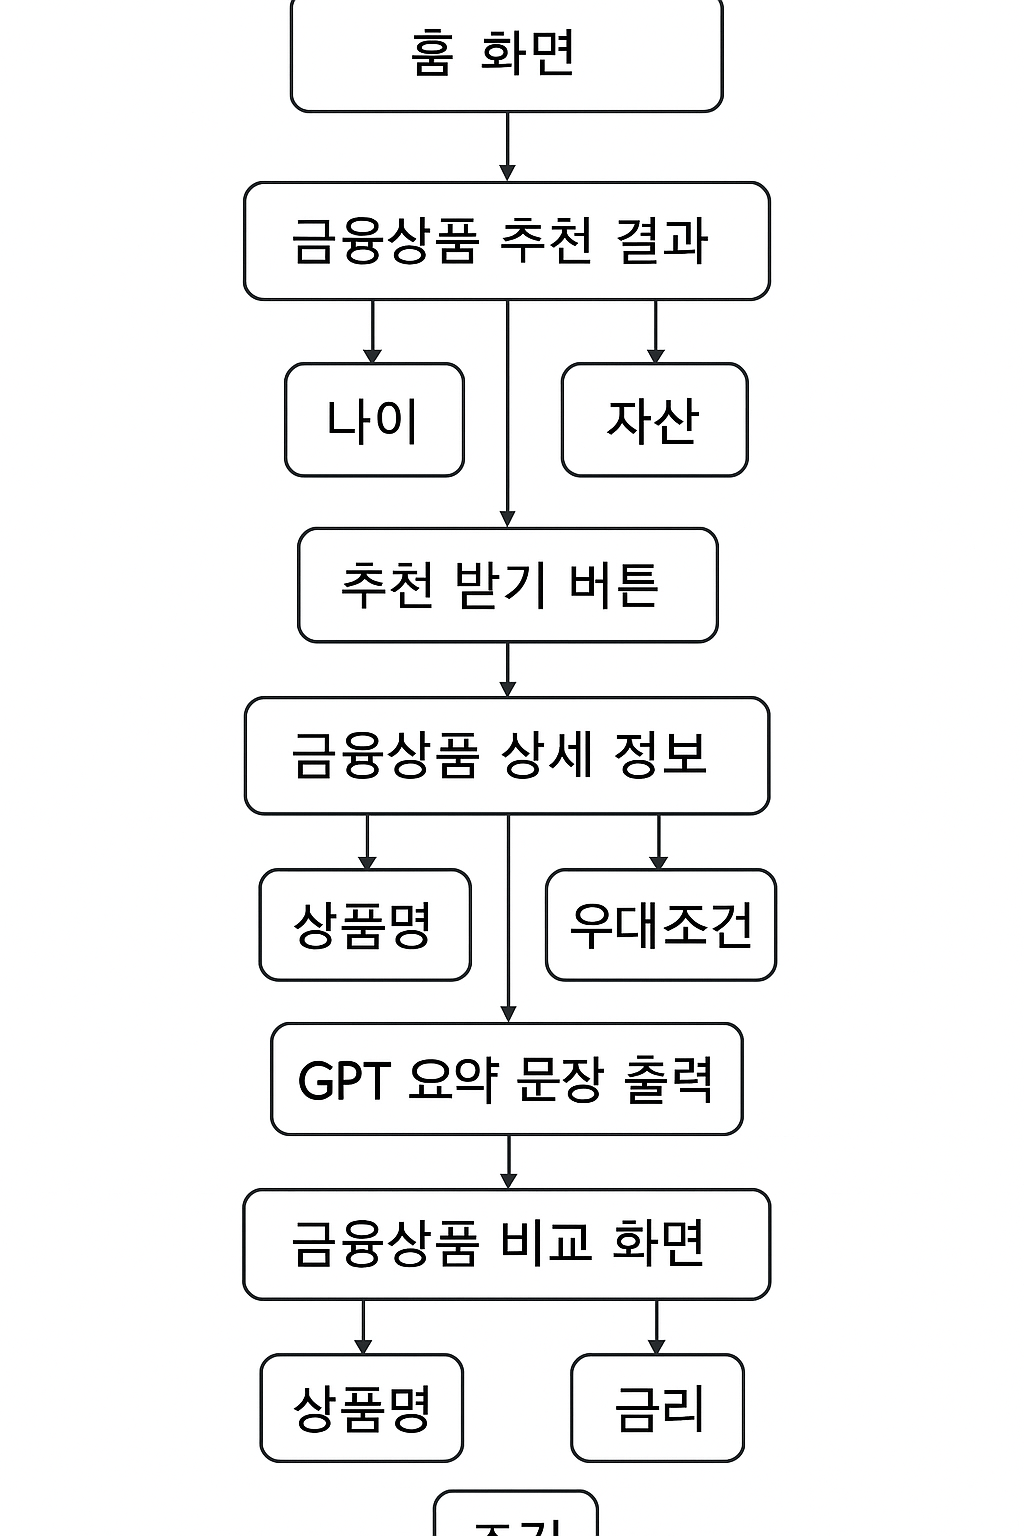 훔 화면
금융상품 추천 결과
나이
자산
추천 받기 버튼
금융상품 상세 정보
상품명
우대조건
GPT 요약 문장 출력
금융상품 비교 화면
상품명
금리